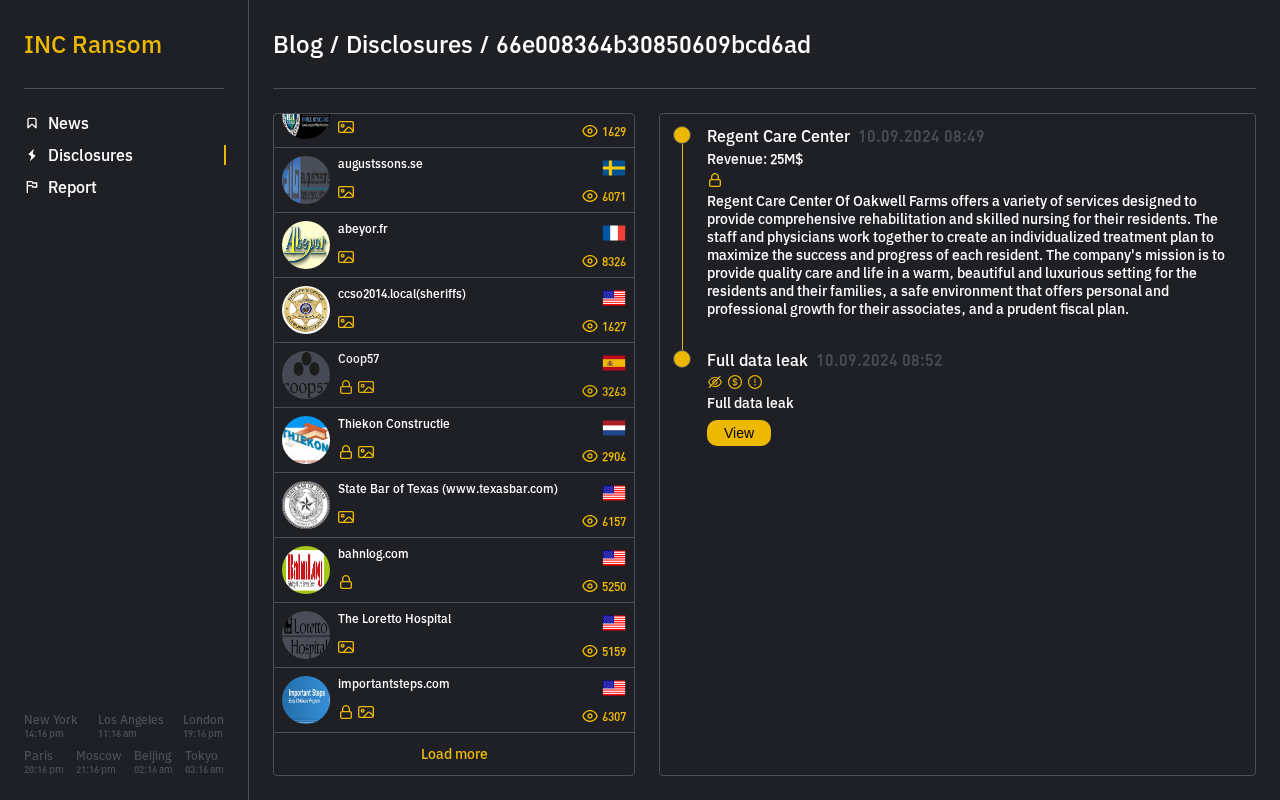 INC Ransom
Blog / Disclosures / 66e008364b30850609bcd6ad
News
Disclosures
Report
1629
augustssons.se
6071
Abeyor
abeyor.fr
8326
ccso2014.local(sheriffs)
1627
coop57
Coop57
3263
THIEKON
Thiekon Constructie
2906
State Bar of Texas (www.texasbar.com)
6157
BahnLog
bahnlog.com
5250
Loretto
Hospital
The Loretto Hospital
5159
Important Steps
importantsteps.com
6307
Load more
Regent Care Center 10.09.2024 08:49
Revenue: 25M$
Regent Care Center Of Oakwell Farms offers a variety of services designed to
provide comprehensive rehabilitation and skilled nursing for their residents. The
staff and physicians work together to create an individualized treatment plan to
maximize the success and progress of each resident. The company's mission is to
provide quality care and life in a warm, beautiful and luxurious setting for the
residents and their families, a safe environment that offers personal and
professional growth for their associates, and a prudent fiscal plan.
Full data leak 10.09.2024 08:52
Full data leak
View
New York Los Angeles London
14:16 pm 11:16 am 19:16 pm
Paris Moscow Beijing Tokyo
20:16 pm 21:16 pm 02:16 am 03:16 am